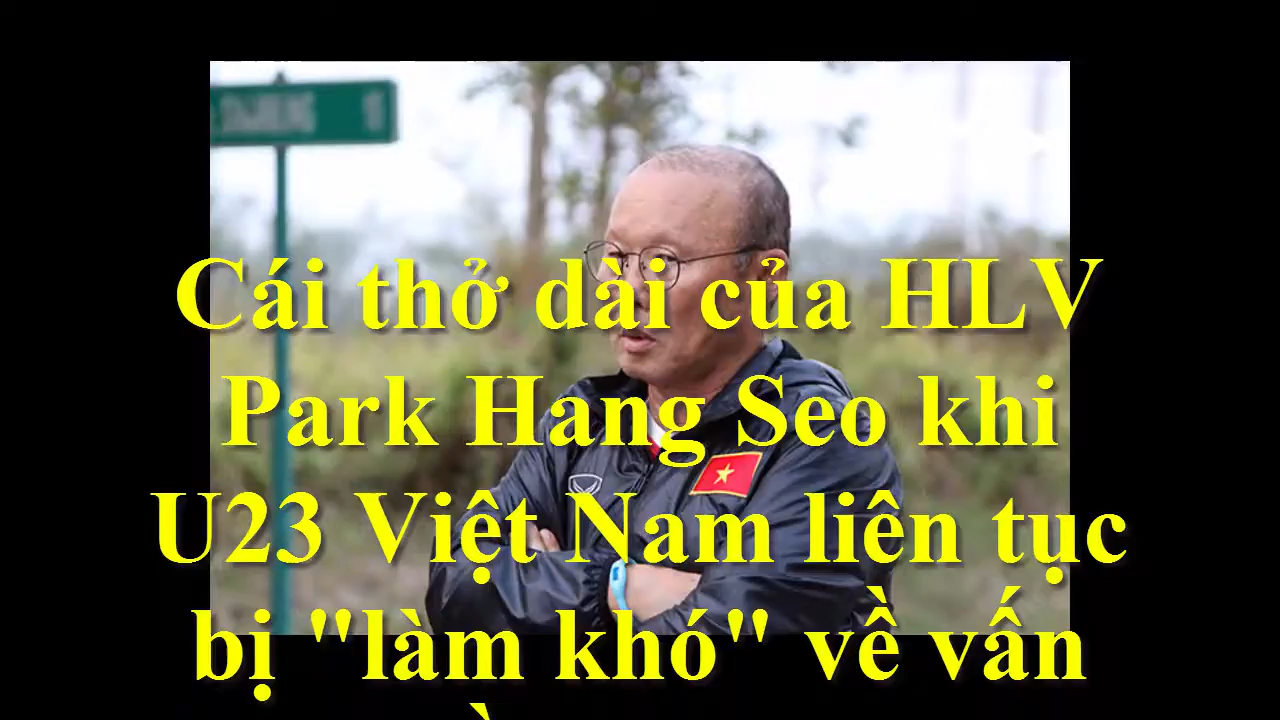 Cái thở dài của HLV
Park Hang Seo khi
U23 Việt Nam liên tục
bị "làm khó" về vấn